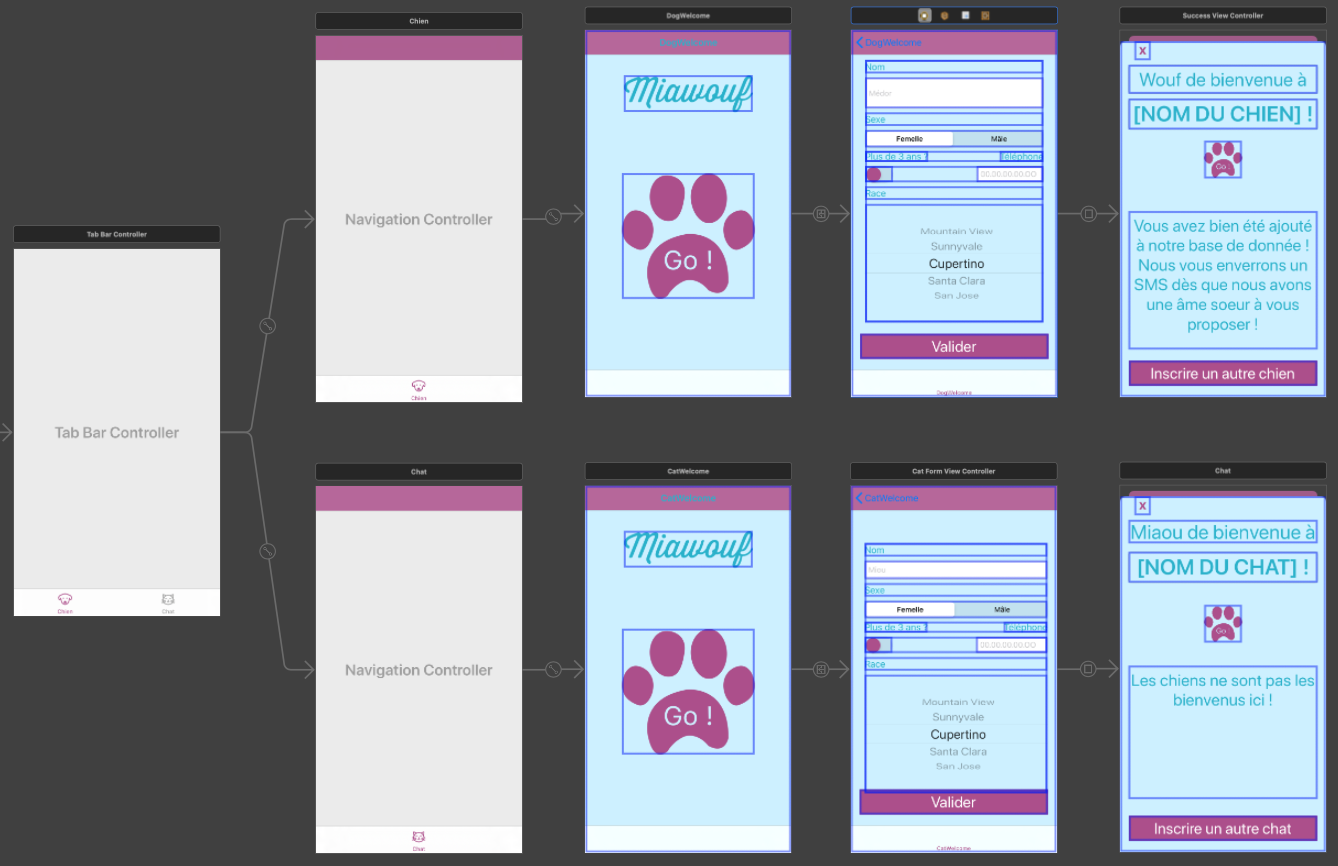 Tab Bar Controller
Tab Bar Controller
Chien
Chat
Chien
Navigation Controller
Chien
DogWelcome
DogWelcome
Miawouf
Go !
DogWelcome
Nom
Médor
Sexe
Femelle
Mâle
Plus de 3 ans ?
Téléphone
00.00.00.00.00
Race
Mountain View
Sunnyvale
Cupertino
Santa Clara
San Jose
Valider
DogWelcome
Success View Controller
X
Wouf de bienvenue à
[NOM DU CHIEN] !
Go !
Vous avez bien été ajouté
à notre base de donnée !
Nous vous enverrons un
SMS dès que nous avons
une âme soeur à vous
proposer !
Inscrire un autre chien
Chat
Navigation Controller
Chat
CatWelcome
CatWelcome
Miawouf
Go !
Cat Form View Controller
CatWelcome
Nom
Miou
Sexe
Femelle
Mâle
Plus de 3 ans ?
Téléphone
00.00.00.00.00
Race
Mountain View
Sunnyvale
Cupertino
Santa Clara
San Jose
Valider
CatWelcome
Chat
X
Miaou de bienvenue à
[NOM DU CHAT] !
Go !
Les chiens ne sont pas les
bienvenus ici !
Inscrire un autre chat